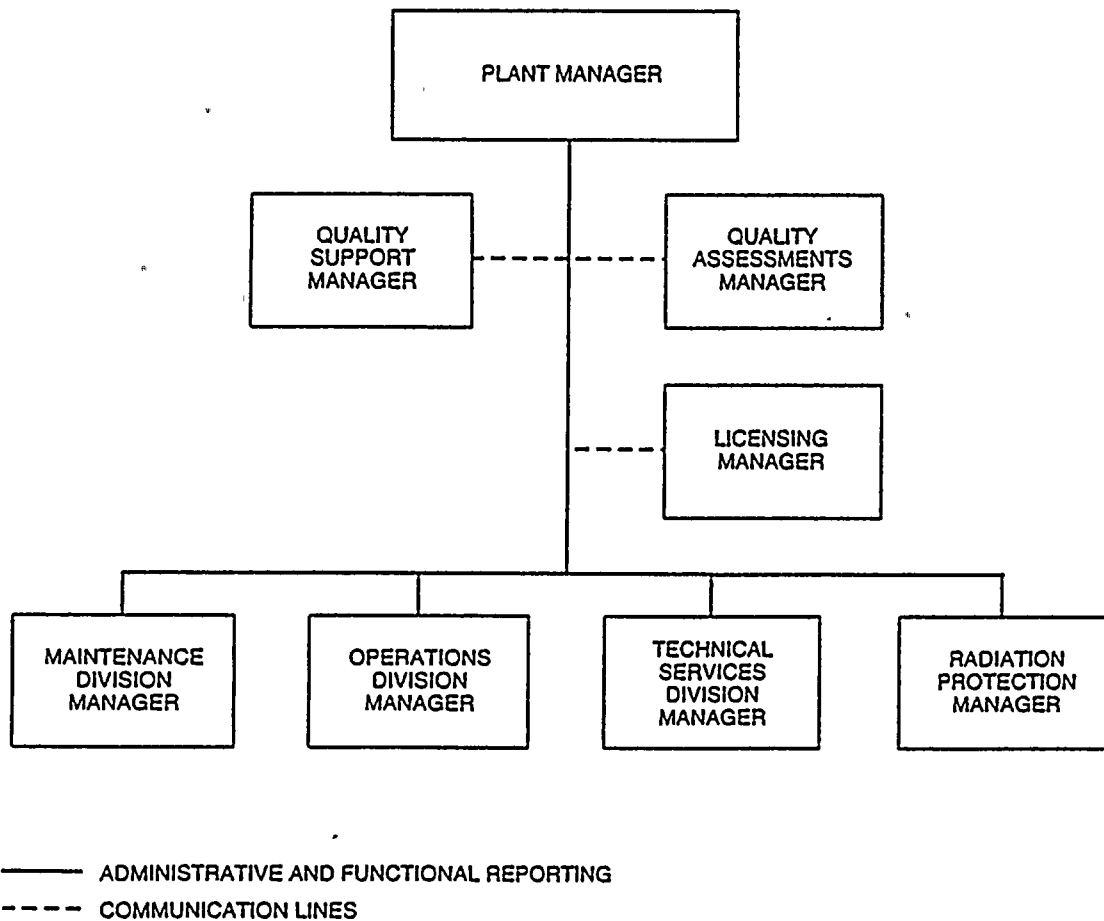 PLANT MANAGER
QUALITY
SUPPORT
MANAGER
QUALITY
ASSESSMENTS
MANAGER
LICENSING
MANAGER
MAINTENANCE
DIVISION
MANAGER
OPERATIONS
DIVISION
MANAGER
TECHNICAL
SERVICES
DIVISION
MANAGER
RADIATION
PROTECTION
MANAGER
ADMINISTRATIVE AND FUNCTIONAL REPORTING
COMMUNICATION LINES